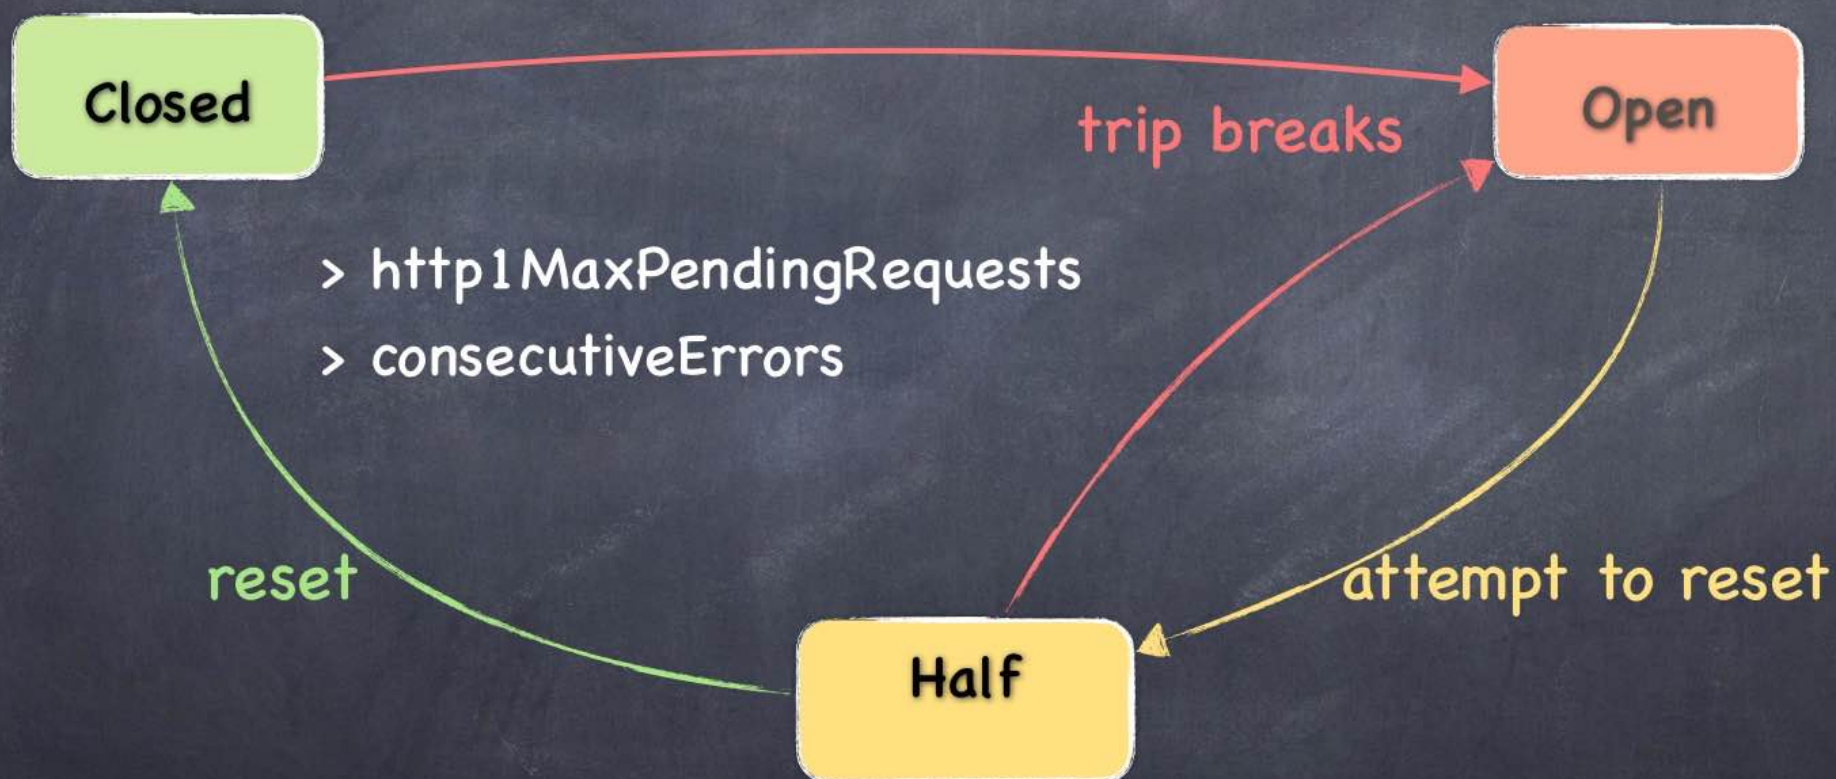 Closed
Open
trip breaks
> http1MaxPendingRequests
> consecutiveErrors
reset
attempt to reset
Half